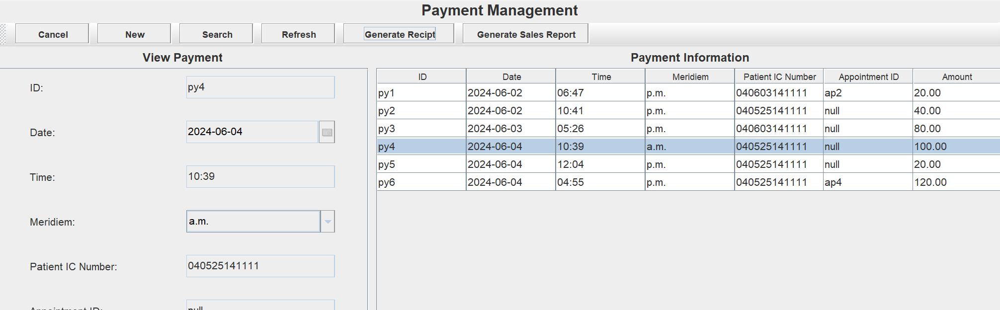 Payment Management
Cancel New Search Refresh Generate Recipt Generate Sales Report
View Payment
ID: py4
Date: 2024-06-04
Time: 10:39
Meridiem: a.m.
Patient IC Number: 040525141111
Appointment ID: null
Payment Information
ID Date Time Meridiem Patient IC Number Appointment ID Amount
py1 2024-06-02 06:47 p.m. 040603141111 ap2 20.00
py2 2024-06-02 10:41 p.m. 040525141111 null 40.00
py3 2024-06-03 05:26 p.m. 040603141111 null 80.00
py4 2024-06-04 10:39 a.m. 040525141111 null 100.00
py5 2024-06-04 12:04 p.m. 040525141111 null 20.00
py6 2024-06-04 04:55 p.m. 040525141111 ap4 120.00